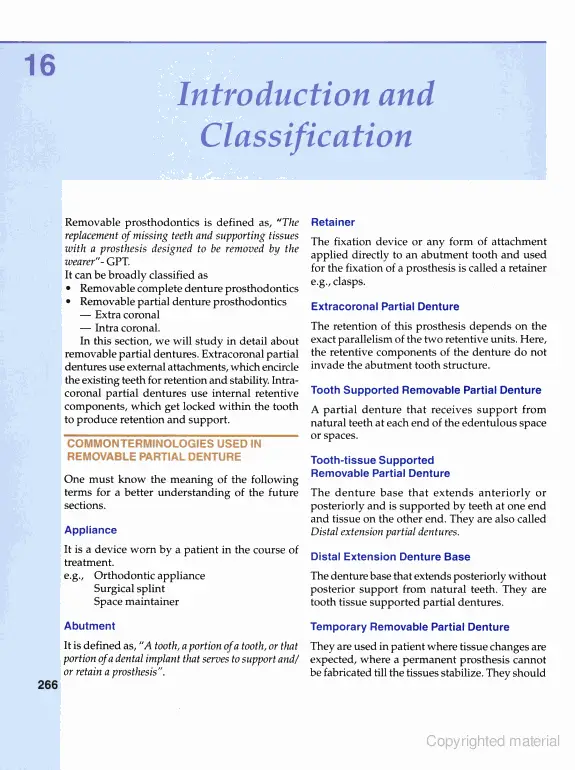 16
Introduction and
Classification
Removable prosthodontics is defined as, "The
replacement of missing teeth and supporting tissues
with a prosthesis designed to be removed by the
wearer"- GPT.
It can be broadly classified as
• Removable complete denture prosthodontics
• Removable partial denture prosthodontics
— Extra coronal
— Intra coronal.
In this section, we will study in detail about
removable partial dentures. Extracoronal partial
dentures use external attachments, which encircle
the existing teeth for retention and stability. Intra-
coronal partial dentures use internal retentive
components, which get locked within the tooth
to produce retention and support.
COMMON TERMINOLOGIES USED IN
REMOVABLE PARTIAL DENTURE
One must know the meaning of the following
terms for a better understanding of the future
sections.
Appliance
It is a device worn by a patient in the course of
treatment.
e.g., Orthodontic appliance
Surgical splint
Space maintainer
Abutment
It is defined as, "A tooth, a portion of a tooth, or that
portion of a dental implant that serves to support and/
or retain a prosthesis".
266
Retainer
The fixation device or any form of attachment
applied directly to an abutment tooth and used
for the fixation of a prosthesis is called a retainer
e.g., clasps.
Extracoronal Partial Denture
The retention of this prosthesis depends on the
exact parallelism of the two retentive units. Here,
the retentive components of the denture do not
invade the abutment tooth structure.
Tooth Supported Removable Partial Denture
A partial denture that receives support from
natural teeth at each end of the edentulous space
or spaces.
Tooth-tissue Supported
Removable Partial Denture
The denture base that extends anteriorly or
posteriorly and is supported by teeth at one end
and tissue on the other end. They are also called
Distal extension partial dentures.
Distal Extension Denture Base
The denture base that extends posteriorly without
posterior support from natural teeth. They are
tooth tissue supported partial dentures.
Temporary Removable Partial Denture
They are used in patient where tissue changes are
expected, where a permanent prosthesis cannot
be fabricated till the tissues stabilize. They should
Copyrighted material